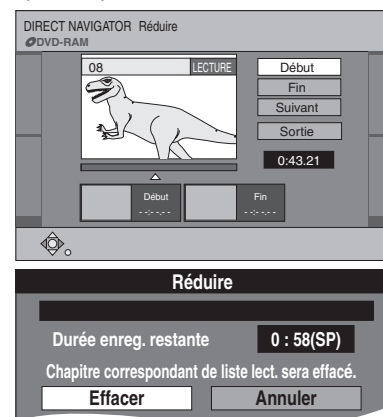 DIRECT NAVIGATOR Réduire
DVD-RAM
08 LECTURE
Début
Fin
Suivant
Sortie
0:43.21
Début Fin
--:--.-- --:--.--
Réduire
Durée enreg. restante 0 : 58(SP)
Chapitre correspondant de liste lect. sera effacé.
Effacer Annuler